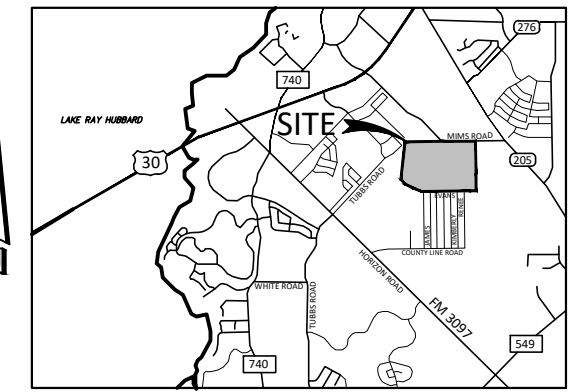 276
740
LAKE RAY HUBBARD
SITE
MIMS ROAD
30
205
TUBBS ROAD
EVANS
JAMES
KIMBERLY
RENEE
COUNTY LINE ROAD
HORIZON ROAD
WHITE ROAD
TUBBS ROAD
FM 3097
549
740